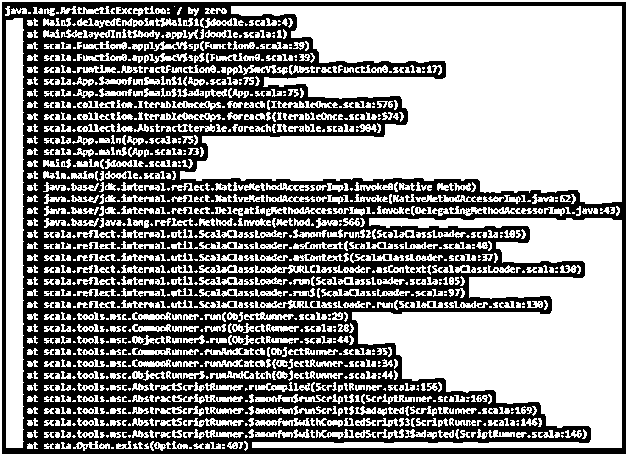 java.lang.ArithmeticException: / by zero
at Main$.delayedEndpoint$Main$1(jdoodle.scala:4)
at Main$delayedInit$body.apply(jdoodle.scala:1)
at scala.Function0.apply$mcV$sp(Function0.scala:39)
at scala.Function0.apply$mcV$sp$(Function0.scala:39)
at scala.runtime.AbstractFunction0.apply$mcV$sp(AbstractFunction0.scala:17)
at scala.App.$anonfun$main$1(App.scala:75)
at scala.App.$anonfun$main$1$adapted(App.scala:75)
at scala.collection.IterableOnceOps.foreach(IterableOnce.scala:576)
at scala.collection.IterableOnceOps.foreach$(IterableOnce.scala:574)
at scala.collection.AbstractIterable.foreach(Iterable.scala:904)
at scala.App.main(App.scala:75)
at scala.App.main$(App.scala:73)
at Main$.main(jdoodle.scala:1)
at Main.main(jdoodle.scala)
at java.base/jdk.internal.reflect.NativeMethodAccessorImpl.invoke0(Native Method)
at java.base/jdk.internal.reflect.NativeMethodAccessorImpl.invoke(NativeMethodAccessorImpl.java:62)
at java.base/jdk.internal.reflect.DelegatingMethodAccessorImpl.invoke(DelegatingMethodAccessorImpl.java:43)
at java.base/java.lang.reflect.Method.invoke(Method.java:566)
at scala.reflect.internal.util.ScalaClassLoader.$anonfun$run$2(ScalaClassLoader.scala:105)
at scala.reflect.internal.util.ScalaClassLoader.asContext(ScalaClassLoader.scala:40)
at scala.reflect.internal.util.ScalaClassLoader.asContext$(ScalaClassLoader.scala:37)
at scala.reflect.internal.util.ScalaClassLoader$URLClassLoader.asContext(ScalaClassLoader.scala:130)
at scala.reflect.internal.util.ScalaClassLoader.run(ScalaClassLoader.scala:105)
at scala.reflect.internal.util.ScalaClassLoader.run$(ScalaClassLoader.scala:97)
at scala.reflect.internal.util.ScalaClassLoader$URLClassLoader.run(ScalaClassLoader.scala:130)
at scala.tools.nsc.CommonRunner.run(ObjectRunner.scala:29)
at scala.tools.nsc.CommonRunner.run$(ObjectRunner.scala:28)
at scala.tools.nsc.ObjectRunner$.run(ObjectRunner.scala:44)
at scala.tools.nsc.CommonRunner.runAndCatch(ObjectRunner.scala:35)
at scala.tools.nsc.CommonRunner.runAndCatch$(ObjectRunner.scala:34)
at scala.tools.nsc.ObjectRunner$.runAndCatch(ObjectRunner.scala:44)
at scala.tools.nsc.AbstractScriptRunner.runCompiled(ScriptRunner.scala:156)
at scala.tools.nsc.AbstractScriptRunner.$anonfun$runScript$1(ScriptRunner.scala:169)
at scala.tools.nsc.AbstractScriptRunner.$anonfun$runScript$1$adapted(ScriptRunner.scala:169)
at scala.tools.nsc.AbstractScriptRunner.$anonfun$withCompiledScript$3(ScriptRunner.scala:146)
at scala.tools.nsc.AbstractScriptRunner.$anonfun$withCompiledScript$3$adapted(ScriptRunner.scala:146)
at scala.Option.exists(Option.scala:407)